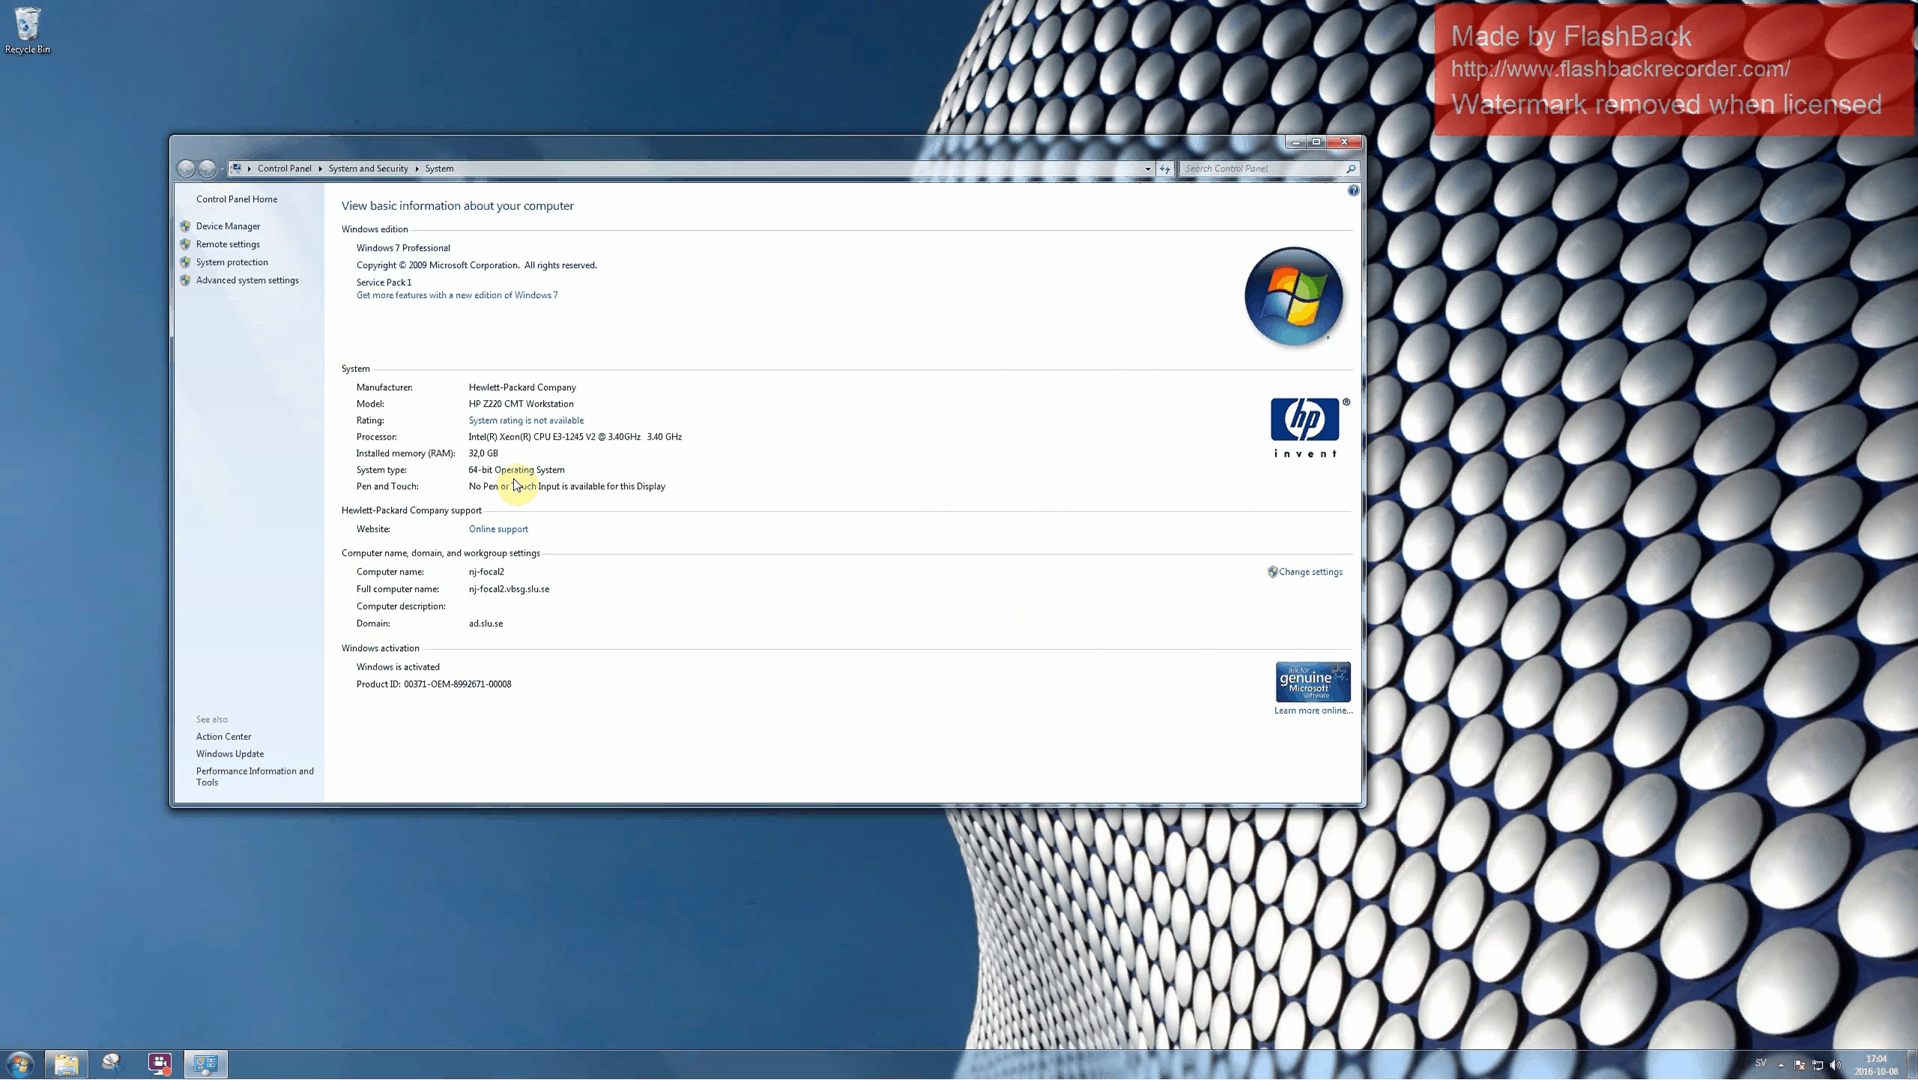 Recycle Bin
Made by FlashBack
http://www.flashbackrecorder.com/
Watermark removed when licensed
Control Panel
System and Security
System
Search Control Panel
Control Panel Home
Device Manager
Remote settings
System protection
Advanced system settings
View basic information about your computer
Windows edition
Windows 7 Professional
Copyright © 2009 Microsoft Corporation. All rights reserved.
Service Pack 1
Get more features with a new edition of Windows 7
System
Manufacturer: Hewlett-Packard Company
Model: HP Z220 CMT Workstation
Rating: System rating is not available
Processor: Intel(R) Xeon(R) CPU E3-1245 V2 @ 3.40GHz 3.40 GHz
Installed memory (RAM): 32,0 GB
System type: 64-bit Operating System
Pen and Touch: No Pen or Touch Input is available for this Display
hp ®
invent
Hewlett-Packard Company support
Website: Online support
Computer name, domain, and workgroup settings
Computer name: nj-focal2
Change settings
Full computer name: nj-focal2.vbsg.slu.se
Computer description:
Domain: ad.slu.se
Windows activation
Windows is activated
Product ID: 00371-OEM-8992671-00008
ask for
genuine
Microsoft
software
Learn more online...
See also
Action Center
Windows Update
Performance Information and
Tools
SV
17:04
2016-10-08